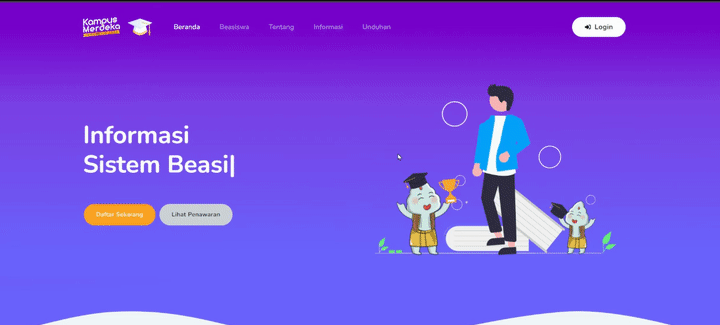 Kampus
Merdeka
Beranda
Beasiswa
Tentang
Informasi
Unduhan
Login
Informasi
Sistem Beasi|
Daftar Sekarang
Lihat Penawaran